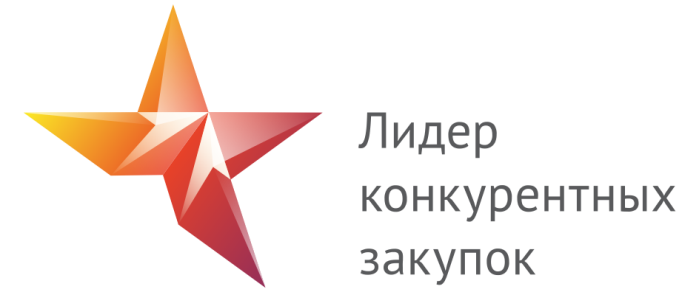 Лидер
конкурентных
закупок